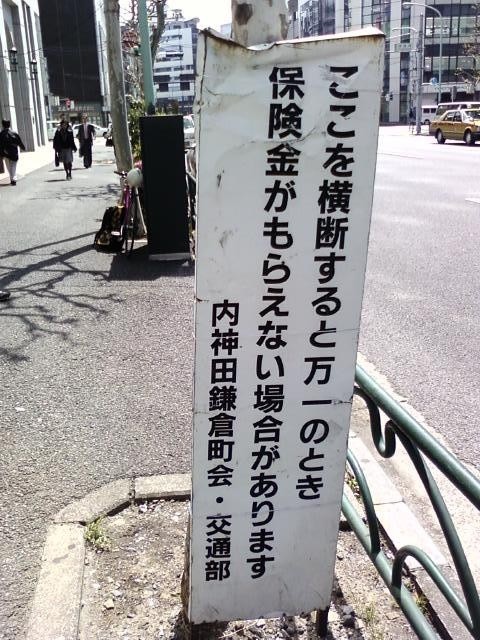 ここを横断すると万一のとき
保険金がもらえない場合があります
内神田鎌倉町会・交通部